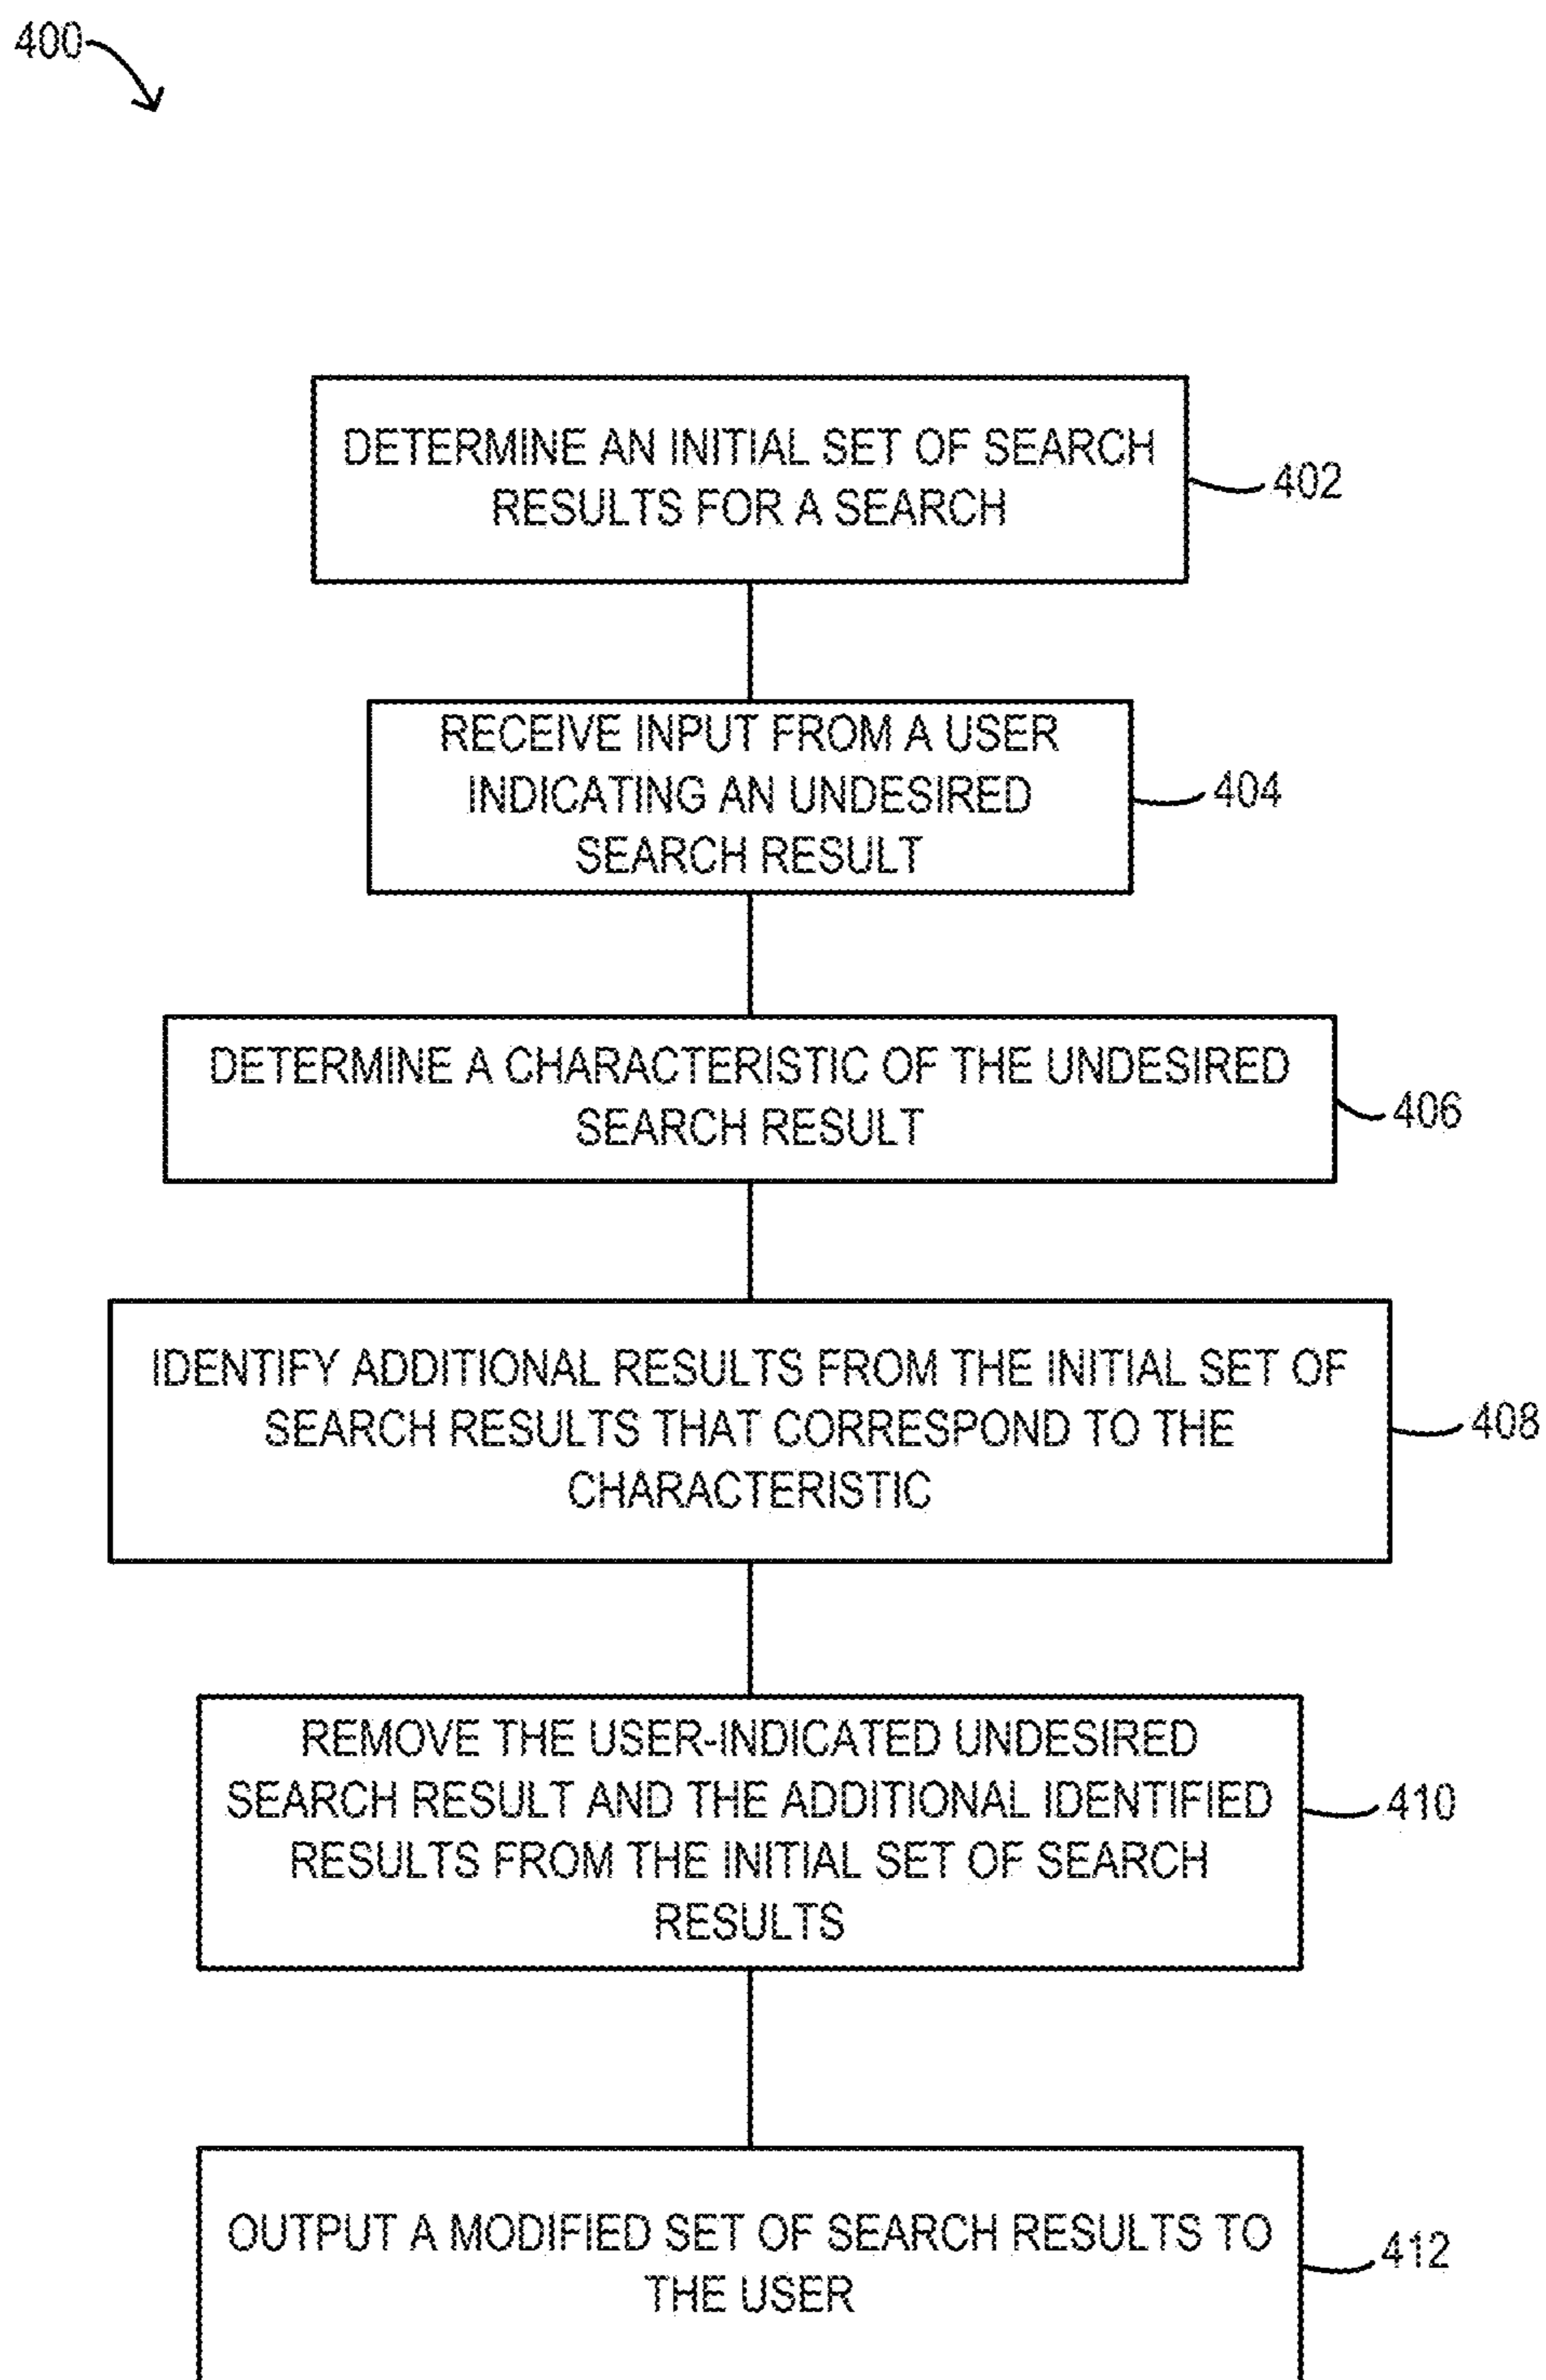 400
DETERMINE AN INITIAL SET OF SEARCH
RESULTS FOR A SEARCH
402
RECEIVE INPUT FROM A USER
INDICATING AN UNDESIRED
SEARCH RESULT
404
DETERMINE A CHARACTERISTIC OF THE UNDESIRED
SEARCH RESULT
406
IDENTIFY ADDITIONAL RESULTS FROM THE INITIAL SET OF
SEARCH RESULTS THAT CORRESPOND TO THE
CHARACTERISTIC
408
REMOVE THE USER-INDICATED UNDESIRED
SEARCH RESULT AND THE ADDITIONAL IDENTIFIED
RESULTS FROM THE INITIAL SET OF SEARCH
RESULTS
410
OUTPUT A MODIFIED SET OF SEARCH RESULTS TO
THE USER
412